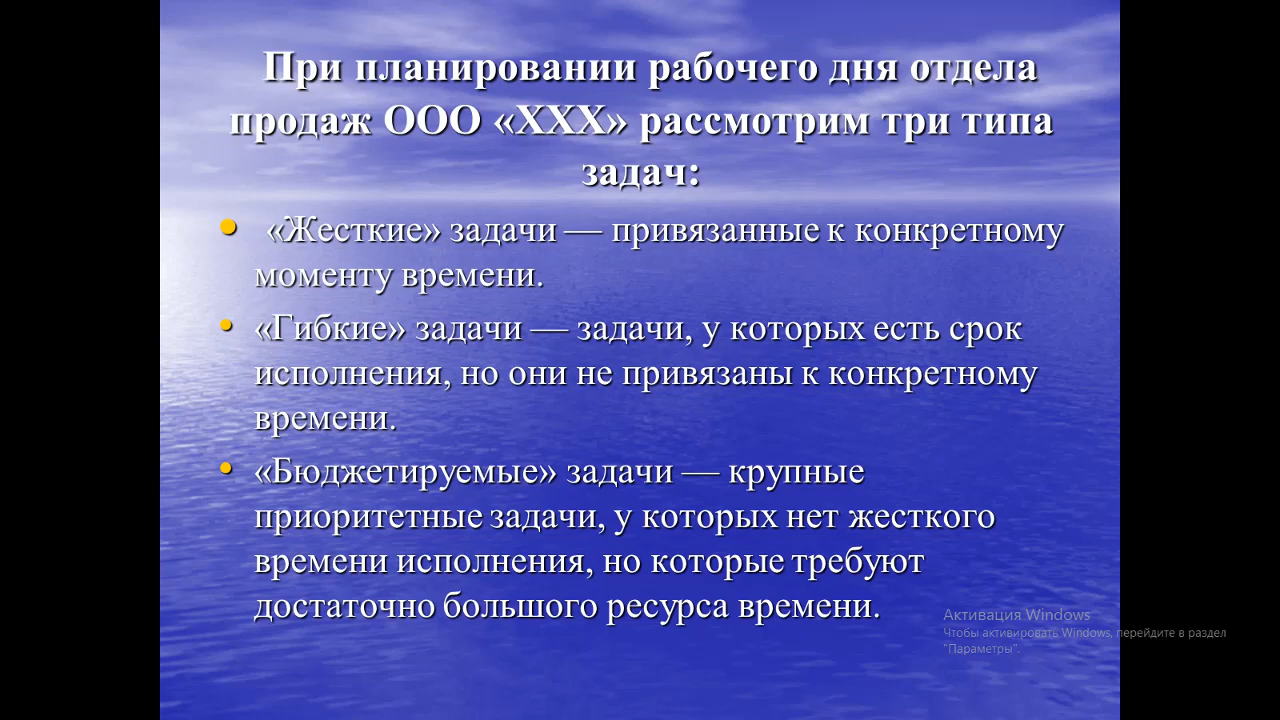 При планировании рабочего дня отдела
продаж ООО «ХХХ» рассмотрим три типа
задач:
• «Жесткие» задачи — привязанные к конкретному
моменту времени.
• «Гибкие» задачи — задачи, у которых есть срок
исполнения, но они не привязаны к конкретному
времени.
• «Бюджетируемые» задачи — крупные
приоритетные задачи, у которых нет жесткого
времени исполнения, но которые требуют
достаточно большого ресурса времени.
Активация Windows
Чтобы активировать Windows, перейдите в раздел
"Параметры".